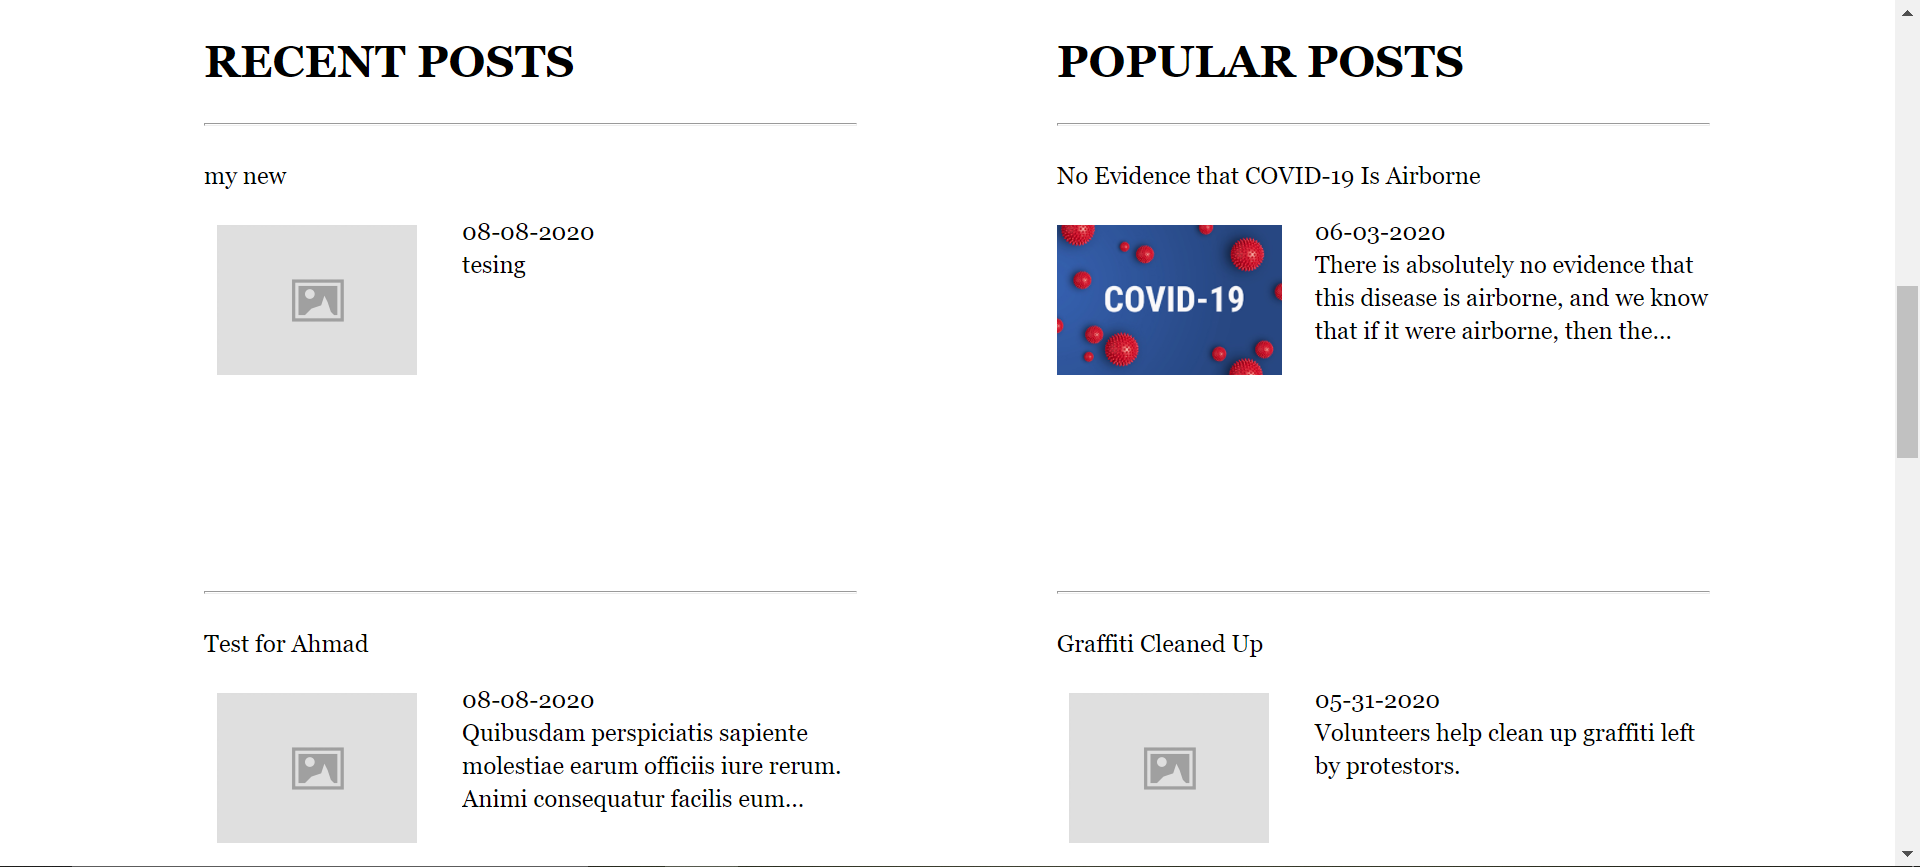 RECENT POSTS
my new
08-08-2020
tesing
Test for Ahmad
08-08-2020
Quibusdam perspiciatis sapiente
molestiae earum officiis iure rerum.
Animi consequatur facilis eum...
POPULAR POSTS
No Evidence that COVID-19 Is Airborne
COVID-19
06-03-2020
There is absolutely no evidence that
this disease is airborne, and we know
that if it were airborne, then the...
Graffiti Cleaned Up
05-31-2020
Volunteers help clean up graffiti left
by protestors.